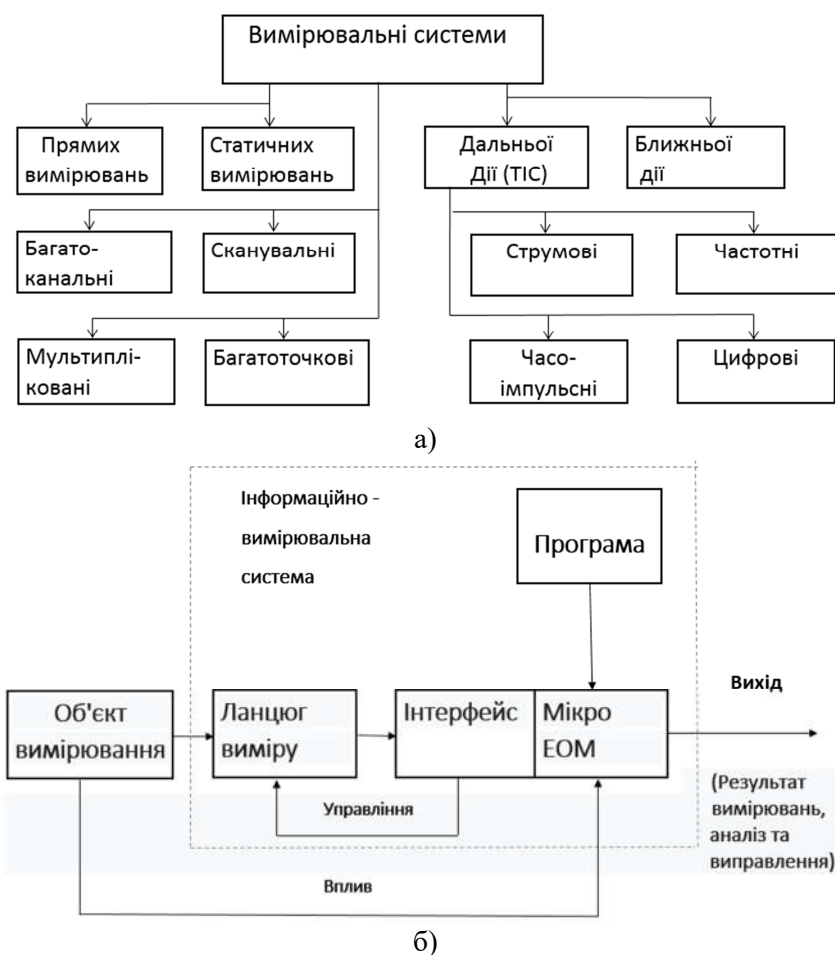 Вимірювальні системи
Прямих
вимірювань
Статичних
вимірювань
Дальньої
Дії (ТІС)
Ближньої
дії
Багато-
канальні
Сканувальні
Струмові
Частотні
Мультиплі-
ковані
Багатоточкові
Часо-
імпульсні
Цифрові
а)
Інформаційно -
вимірювальна
система
Програма
Об'єкт
вимірювання
Ланцюг
виміру
Інтерфейс
Мікро
ЕОМ
Вихід
(Результат
вимірювань,
аналіз та
виправлення)
Управління
Вплив
б)